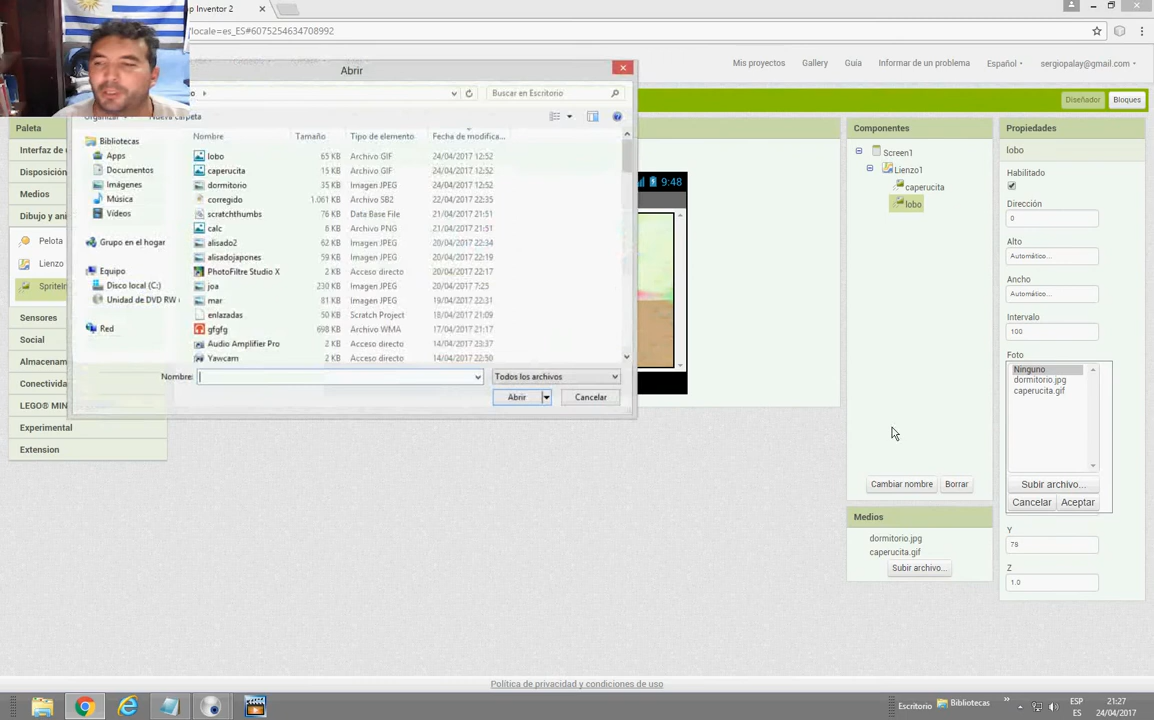 p Inventor 2
/locale=es_ES#6075254634708992
Mis proyectos Gallery Guia Informar de un problema Español sergiopalay@gmail.com
Diseñador Bloques
Abrir
Buscar en Escritorio
Organizar Nueva carpeta
Bibliotecas
Apps
Documentos
Imágenes
Música
Vídeos
Grupo en el hogar
Equipo
Disco local (C:)
Unidad de DVD RW
Red
Nombre Tamaño Tipo de elemento Fecha de modifica...
lobo 65 KB Archivo GIF 24/04/2017 12:52
caperucita 15 KB Archivo GIF 24/04/2017 12:52
dormitorio 35 KB Imagen JPEG 24/04/2017 12:52
corregido 1.061 KB Archivo SB2 22/04/2017 22:35
scratchthumbs 76 KB Data Base File 21/04/2017 21:51
calc 8 KB Archivo PNG 21/04/2017 21:51
alisado2 62 KB Imagen JPEG 20/04/2017 22:34
alisadojapones 59 KB Imagen JPEG 20/04/2017 22:19
PhotoFiltre Studio X 2 KB Acceso directo 20/04/2017 22:17
joa 230 KB Imagen JPEG 20/04/2017 7:25
mar 81 KB Imagen JPEG 19/04/2017 22:31
enlazadas 50 KB Scratch Project 18/04/2017 21:09
gfgfg 698 KB Archivo WMA 17/04/2017 21:17
Audio Amplifier Pro 2 KB Acceso directo 14/04/2017 23:37
Yawcam 2 KB Acceso directo 14/04/2017 22:50
Nombre: Todos los archivos
Abrir Cancelar
Paleta
Interfaz de
Disposición
Medios
Dibujo y ani
Pelota
Lienzo
SpriteIm
Sensores
Social
Almacenam
Conectivida
LEGO® MIN
Experimental
Extension
9:48
Componentes
Screen1
Lienzo1
caperucita
lobo
Cambiar nombre Borrar
Medios
dormitorio.jpg
caperucita.gif
Subir archivo...
Propiedades
lobo
Habilitado
Dirección
0
Alto
Automático...
Ancho
Automático...
Intervalo
100
Foto
Ninguno
dormitorio.jpg
caperucita.gif
Subir archivo...
Cancelar Aceptar
Y
78
Z
1.0
Política de privacidad y condiciones de uso
Escritorio Bibliotecas
ESP
ES
21:27
24/04/2017